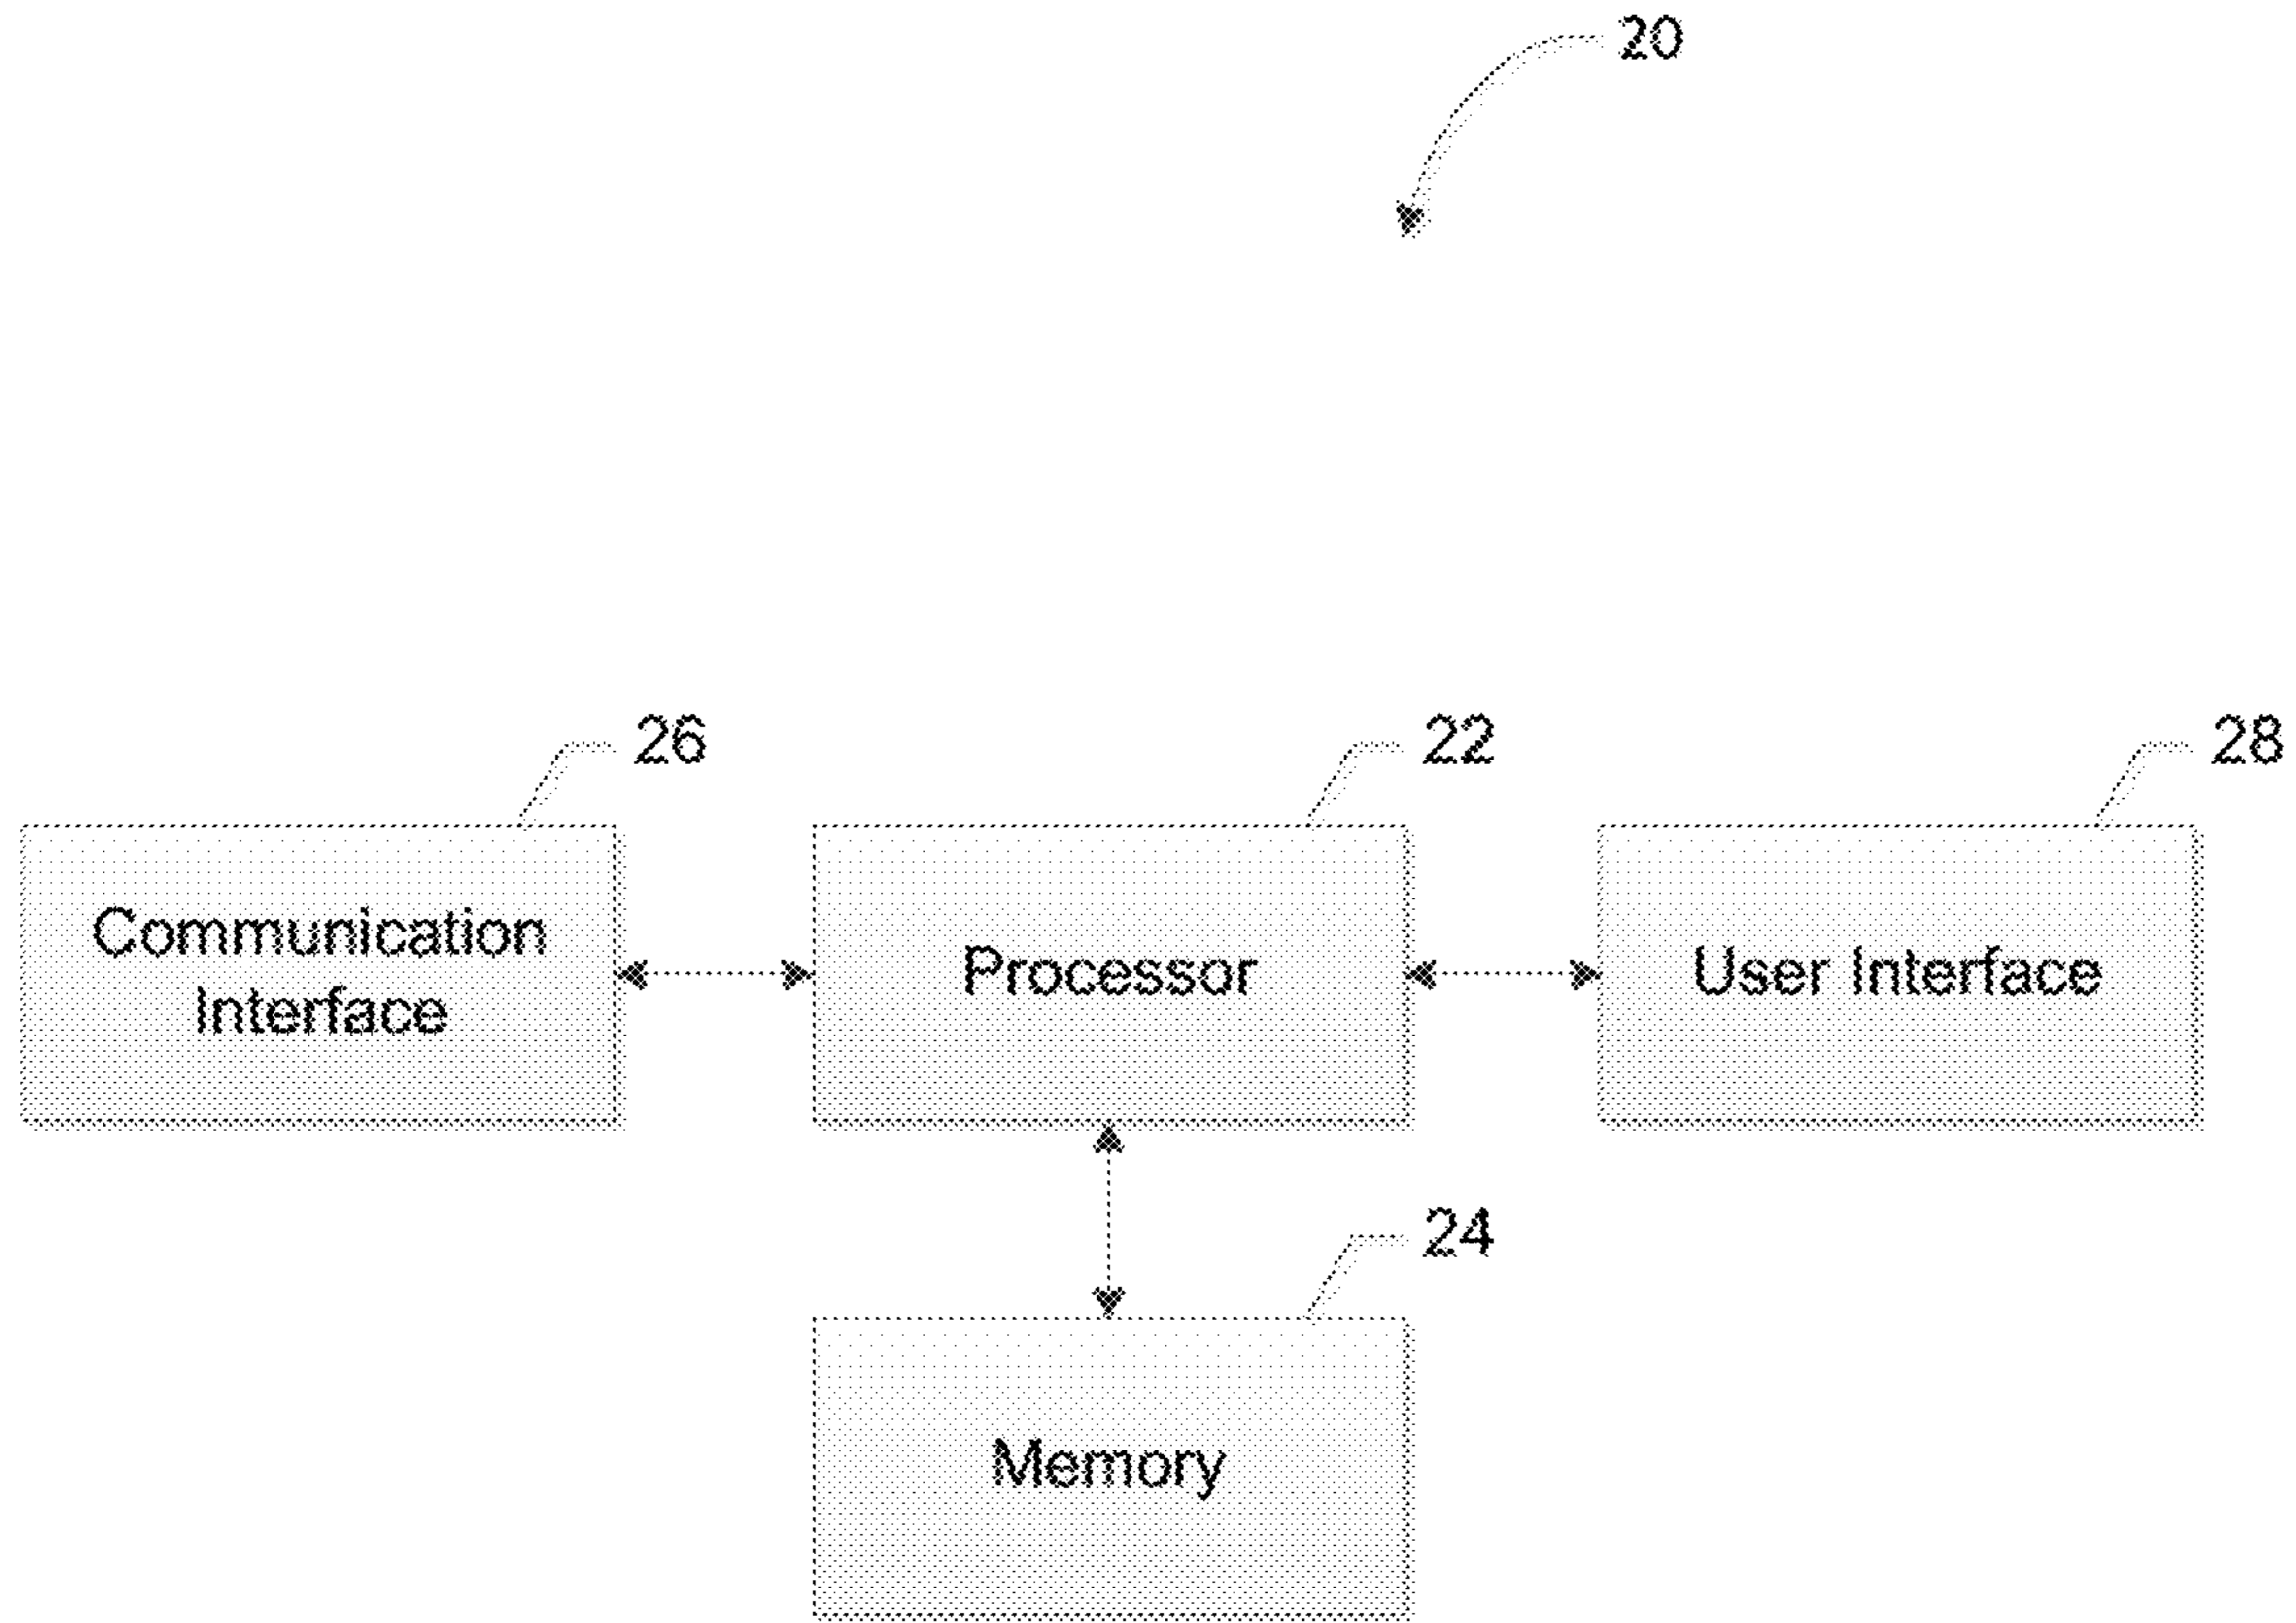 20
26
22
28
Communication
Interface
Processor
User Interface
24
Memory